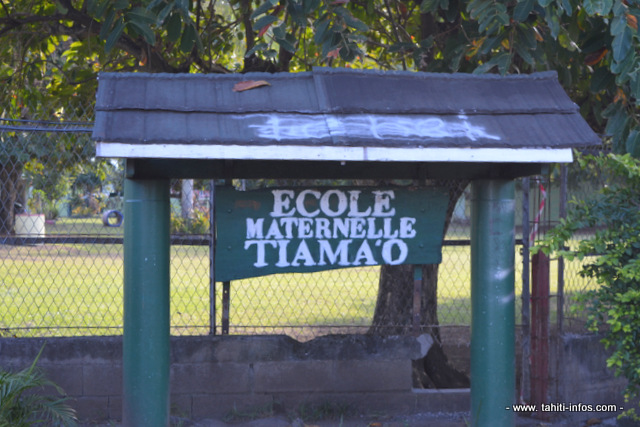 ECOLE
MATERNELLE
TIAMA'O
- www. tahiti-infos.com -